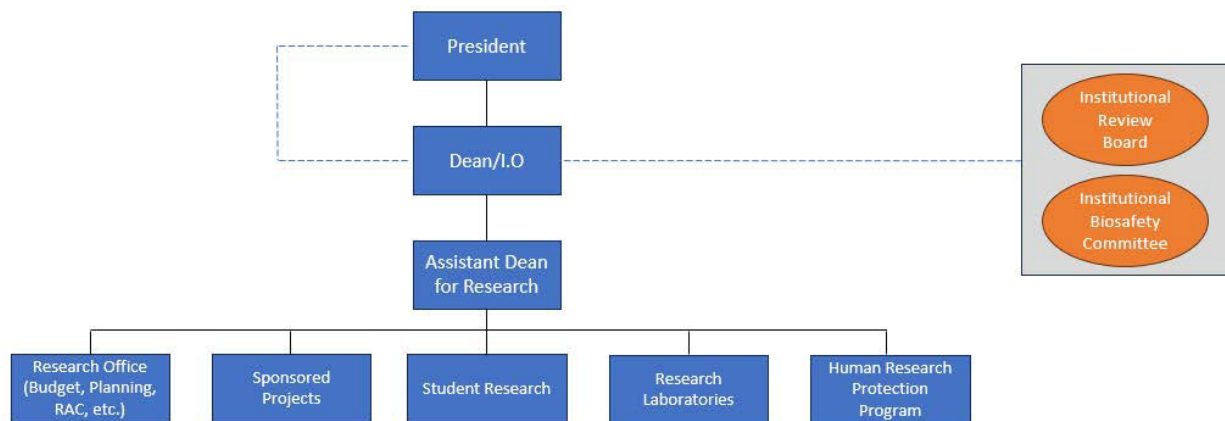 President
Institutional
Review
Board
Dean/I.O
Institutional
Biosafety
Committee
Assistant Dean
for Research
Research Office
(Budget, Planning,
RAC, etc.)
Sponsored
Projects
Student Research
Research
Laboratories
Human Research
Protection
Program